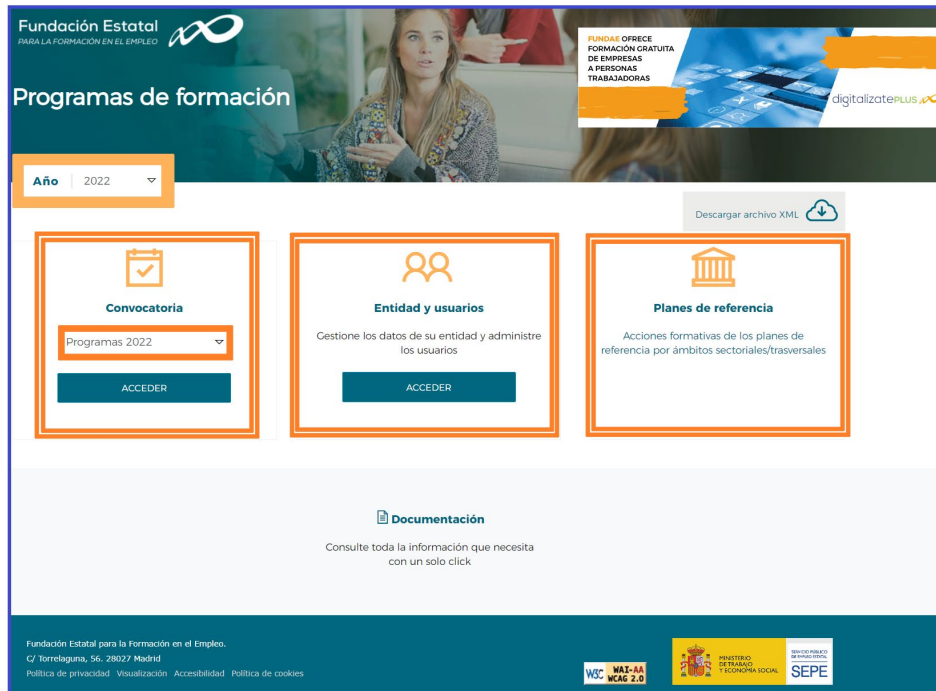 Fundación Estatal
PARA LA FORMACIÓN EN EL EMPLEO
FUNDAE OFRECE
FORMACIÓN GRATUITA
DE EMPRESAS
A PERSONAS
TRABAJADORAS
digitalizatePLUS
Programas de formación
Año 2022
Descargar archivo XML
Convocatoria
Programas 2022
ACCEDER
Entidad y usuarios
Gestione los datos de su entidad y administre
los usuarios
ACCEDER
Planes de referencia
Acciones formativas de los planes de
referencia por ámbitos sectoriales/trasversales
Documentación
Consulte toda la información que necesita
con un solo click
Fundación Estatal para la Formación en el Empleo.
C/ Torrelaguna, 56. 28027 Madrid
Política de privacidad Visualización Accesibilidad Política de cookies
W3C WAI-AA
WCAG 2.0
MINISTERIO
DE TRABAJO
Y ECONOMÍA SOCIAL
SERVICIO PÚBLICO
DE EMPLEO ESTATAL
SEPE